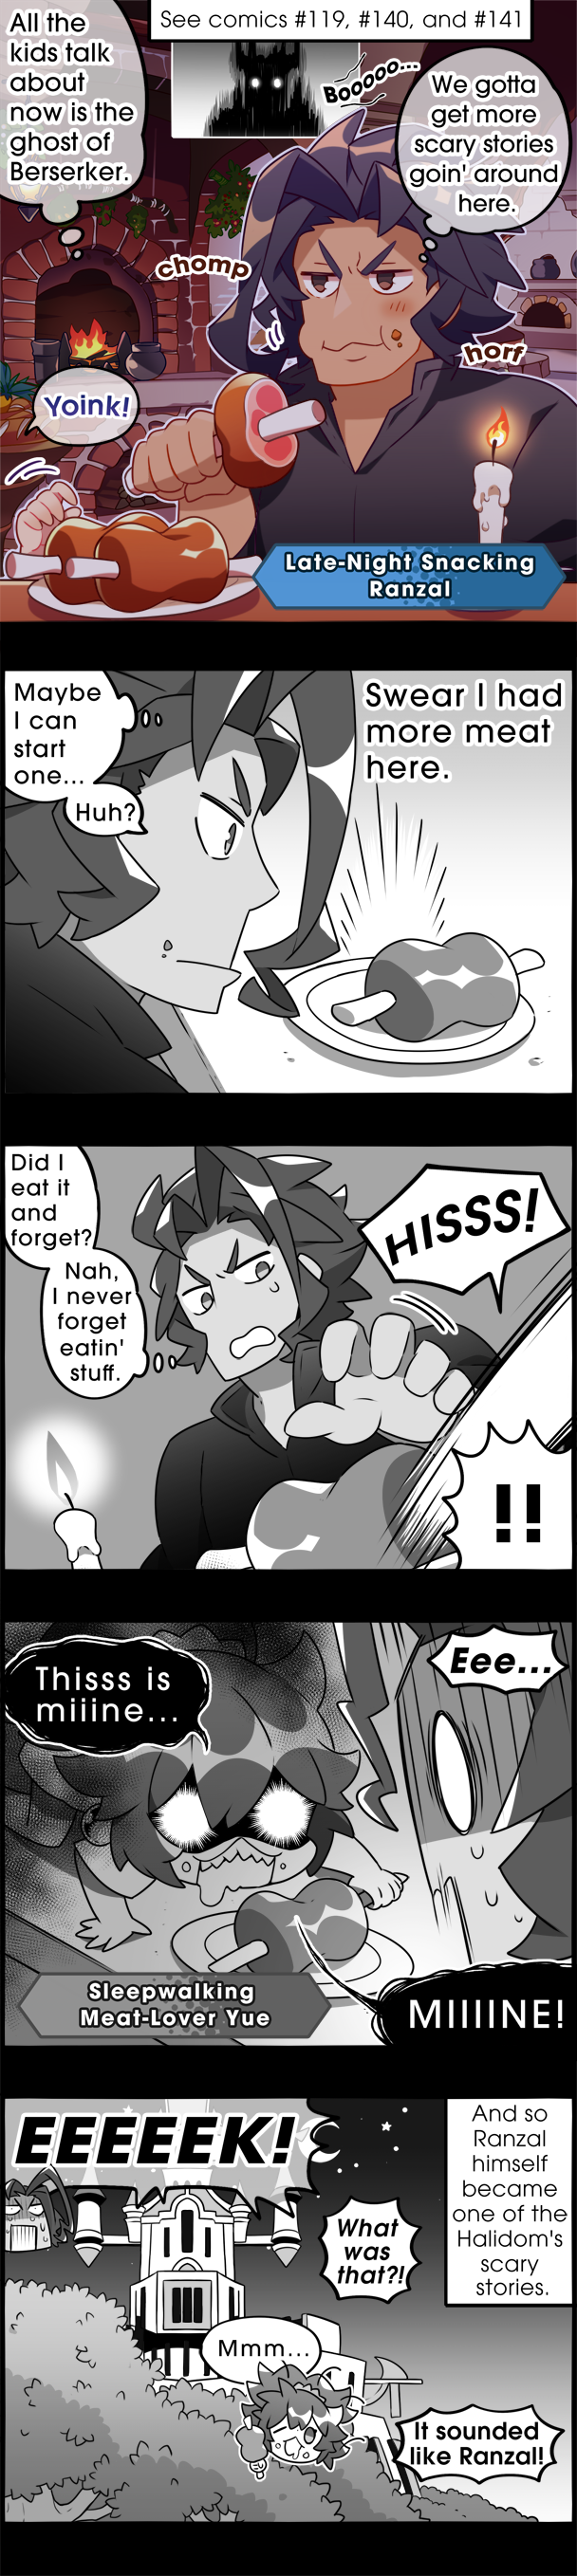 See comics #119, #140, and #141
All the
kids talk
about
now is the
ghost of
Berserker.
Booooo...
We gotta
get more
scary stories
goin' around
here.
chomp
horf
Yoink!
Late-Night Snacking
Ranzal
Maybe
I can
start
one...
Huh?
Swear I had
more meat
here.
Did I
eat it
and
forget?
Nah,
I never
forget
eatin'
stuff.
HISSS!
!!
Thisss is
miiine...
Eee...
Sleepwalking
Meat-Lover Yue
MIIIINE!
EEEEEK!
And so
Ranzal
himself
became
one of the
Halidom's
scary
stories.
What
was
that?!
Mmm...
It sounded
like Ranzal!